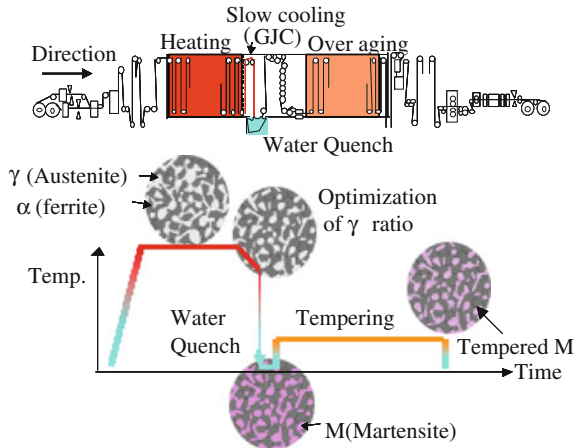 Slow cooling
(GJC)
Direction
Heating
Over aging
Water Quench
γ (Austenite)
α (ferrite)
Optimization
of γ ratio
Temp.
Water
Quench
Tempering
Tempered M
Time
M(Martensite)